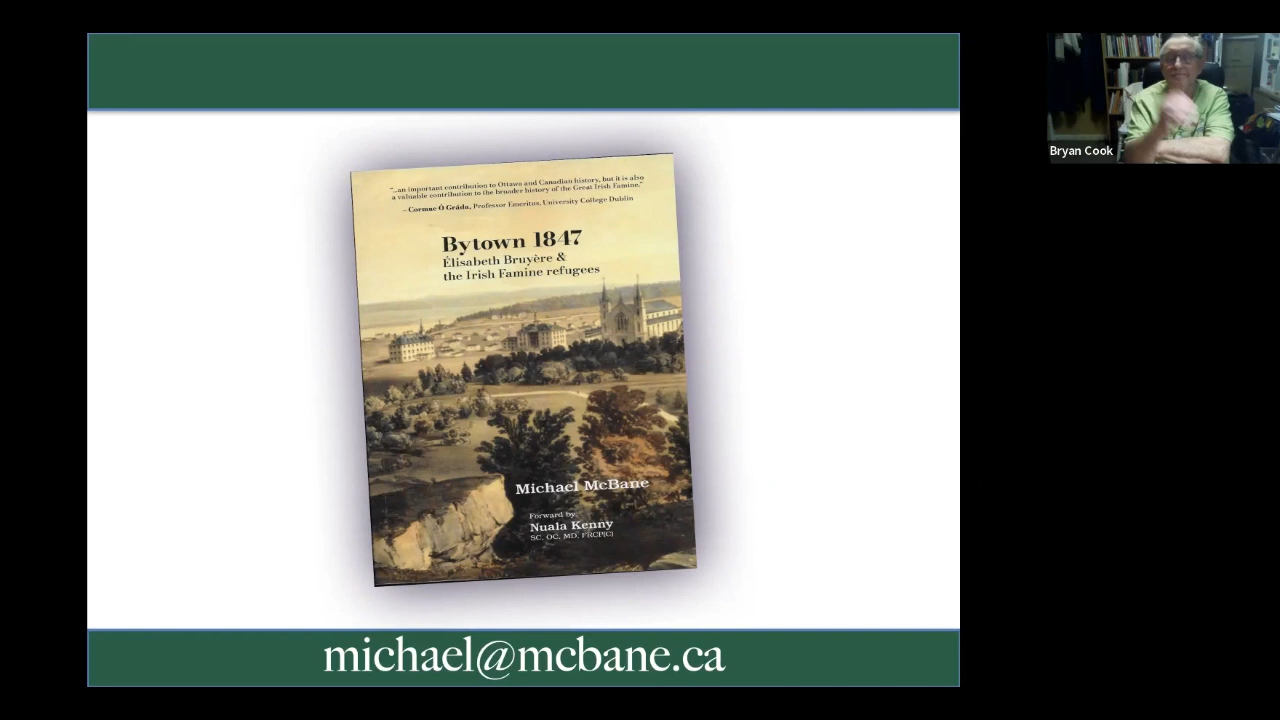 "...an important contribution to Ottawa and Canadian history, but it is also
a valuable contribution to the broader history of the Great Irish Famine."
– Cormac Ó Gráda, Professor Emeritus, University College Dublin
Bytown 1847
Élisabeth Bruyère &
the Irish Famine refugees
Michael McBane
Forward by:
Nuala Kenny
SC, OC, MD, FRCP(C)
michael@mcbane.ca
Bryan Cook